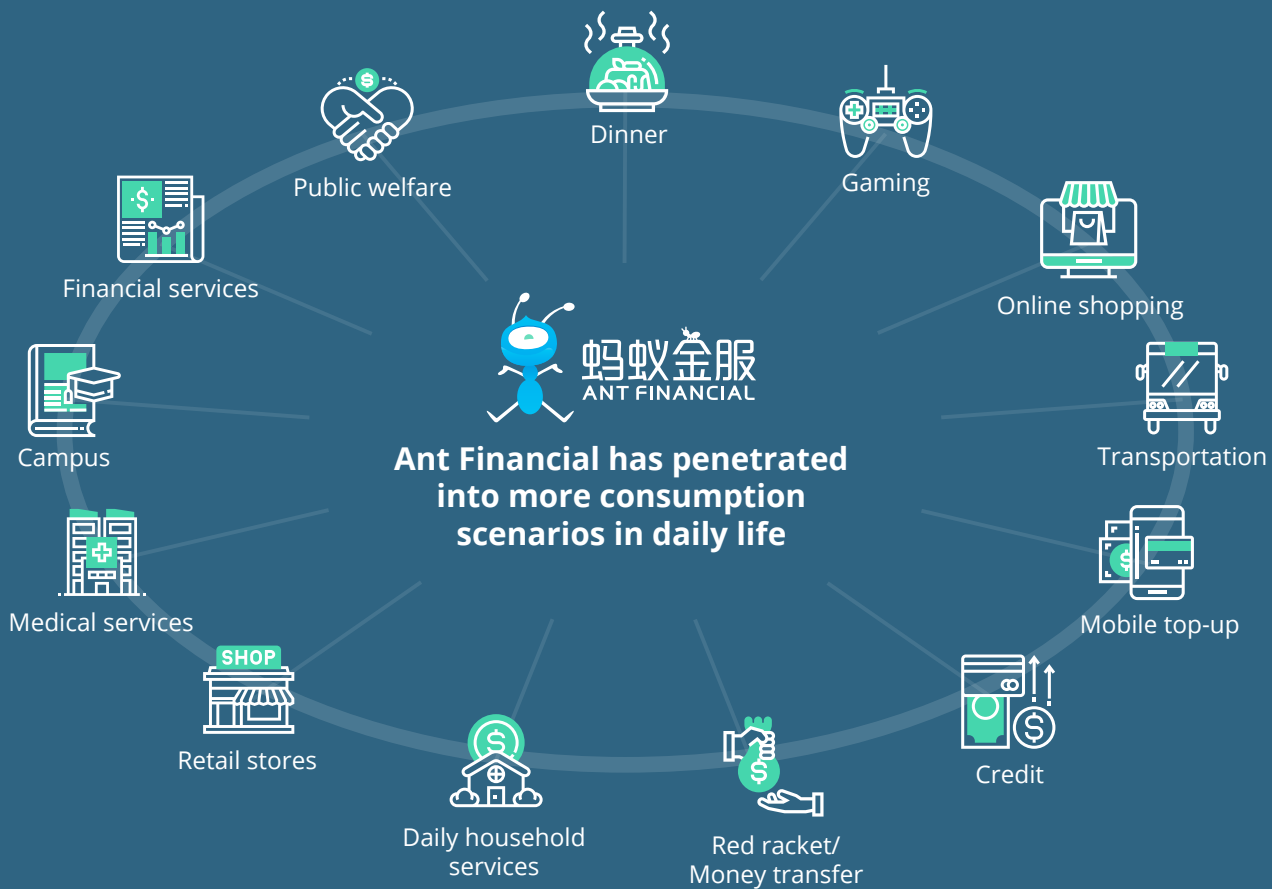 Dinner
Gaming
Public welfare
Online shopping
Financial services
蚂蚁金服
ANT FINANCIAL
Transportation
Campus
Ant Financial has penetrated
into more consumption
scenarios in daily life
Mobile top-up
Medical services
SHOP
Retail stores
Credit
Daily household
services
Red racket/
Money transfer